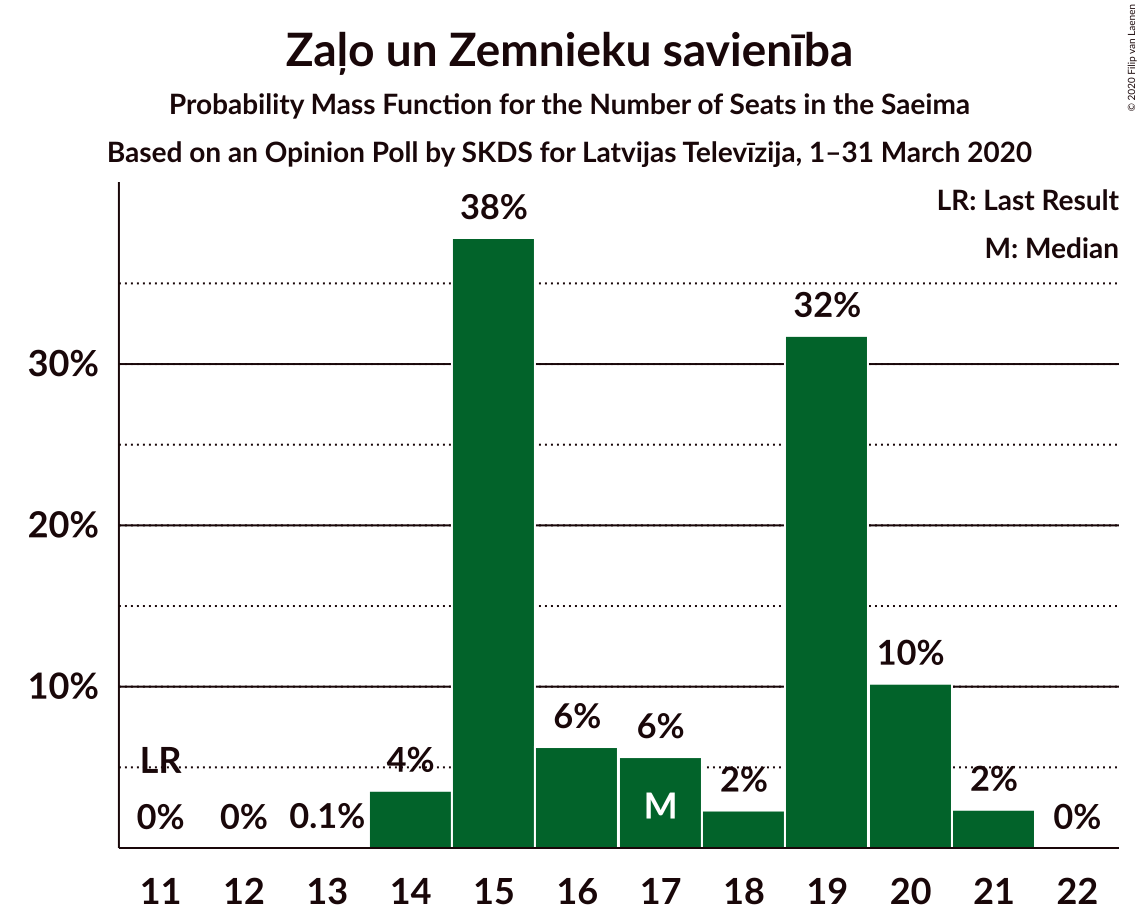 Zaļo un Zemnieku savienība
Probability Mass Function for the Number of Seats in the Saeima
Based on an Opinion Poll by SKDS for Latvijas Televīzija, 1–31 March 2020
© 2020 Filip van Laenen
LR: Last Result
M: Median
38%
32%
30%
20%
10%
10%
6%
6%
4%
2%
2%
LR
M
0%
0%
0.1%
0%
11 12 13 14 15 16 17 18 19 20 21 22